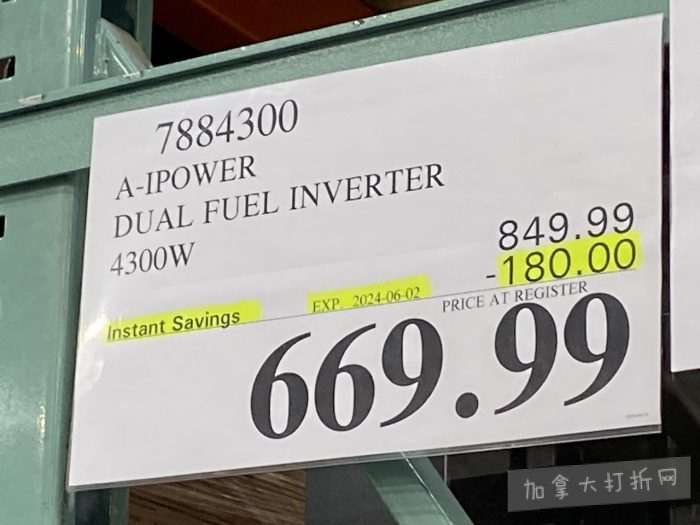 7884300
A-IPOWER
DUAL FUEL INVERTER
4300W
849.99
-180.00
Instant Savings
EXP. 2024-06-02
PRICE AT REGISTER
669.99
加拿大打折网